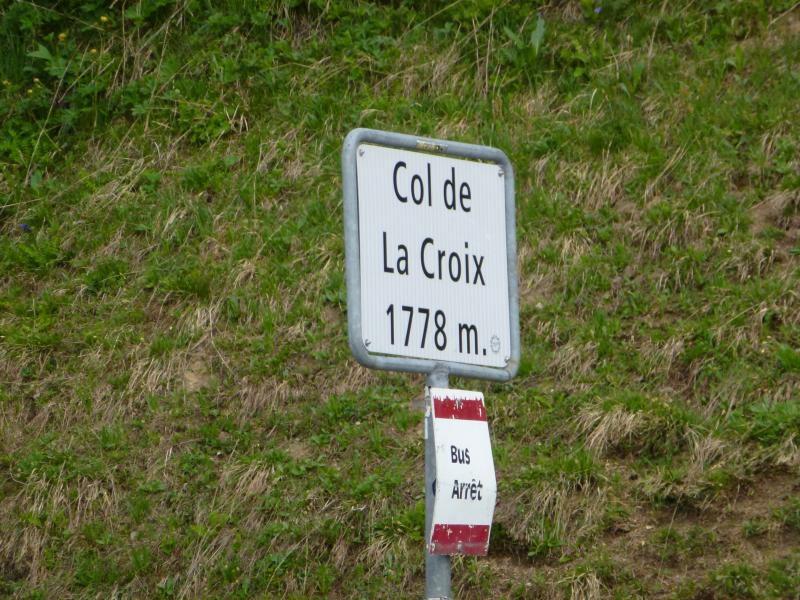 Col de
La Croix
1778 m.
Bus
Arrêt